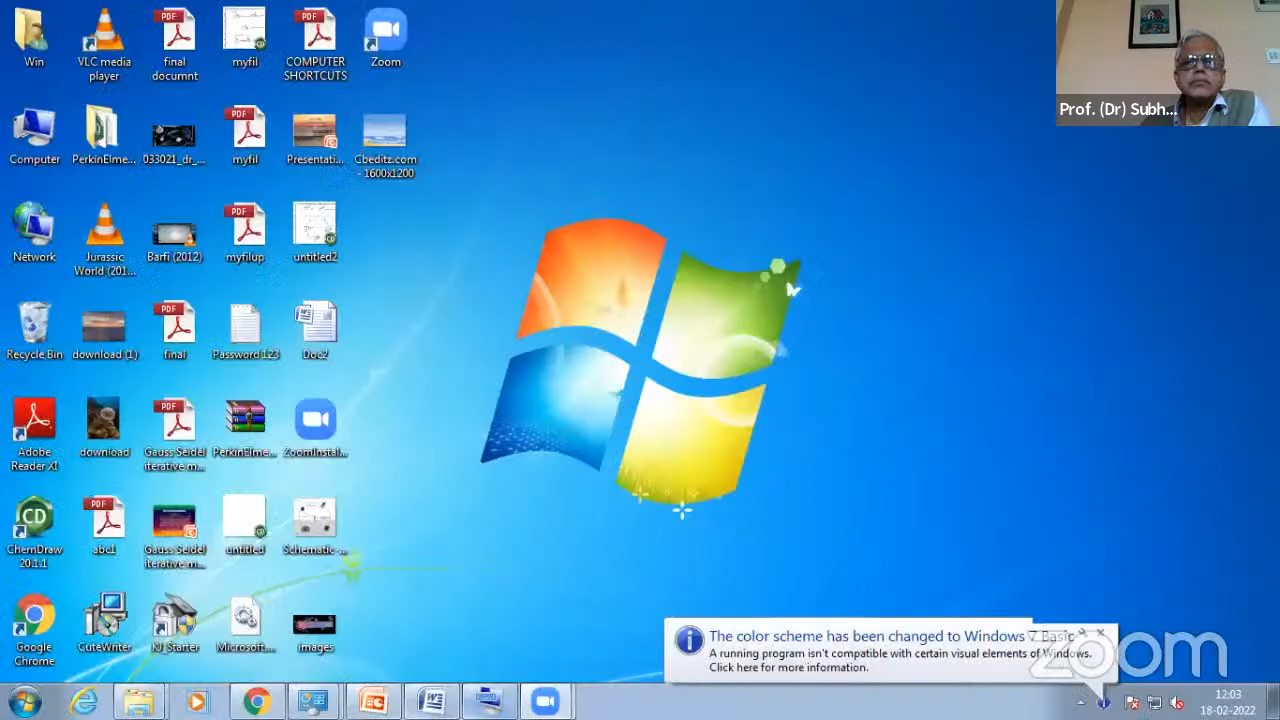 Win
VLC media
player
final
documnt
myfil
COMPUTER
SHORTCUTS
Zoom
Prof. (Dr) Subh...
Computer
PerkinElme...
033021_dr_...
myfil
Presentati...
Cbeditz.com
- 1600x1200
Network
Jurassic
World (201...
Barfi (2012)
myfilup
untitled2
Recycle Bin
download (1)
final
Password 123
Doc2
Adobe
Reader XI
download
Gauss Seidel
iterative m...
PerkinElme...
ZoomInstal...
ChemDraw
20.1.1
abc1
Gauss Seidel
iterative m...
untitled
Schematic-...
Google
Chrome
CuteWriter
KJ_Starter
Microsoft...
images
PDF
PDF
PDF
PDF
PDF
PDF
PDF
CD
The color scheme has been changed to Windows 7 Basic
A running program isn't compatible with certain visual elements of Windows.
Click here for more information.
zoom
12:03
18-02-2022